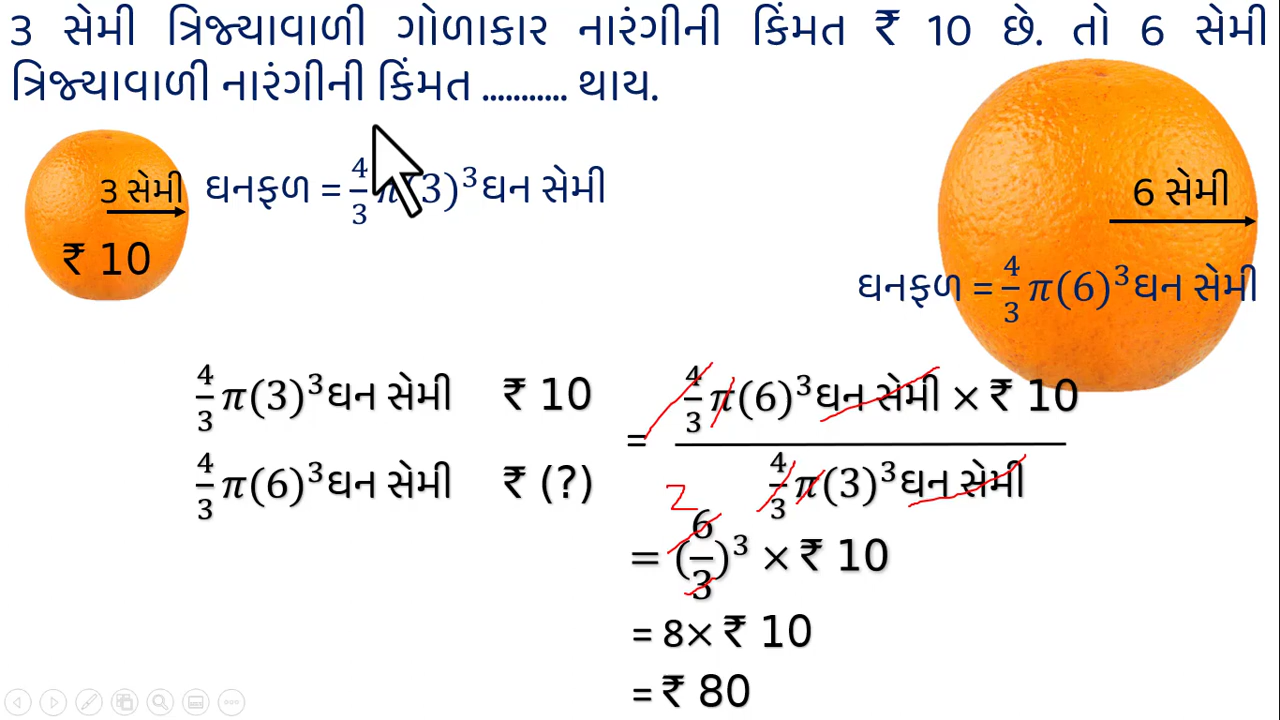 3 સેમી ત્રિજ્યાવાળી ગોળાકાર નારંગીની કિંમત ₹ 10 છે. તો 6 સેમી
ત્રિજ્યાવાળી નારંગીની કિંમત ........... થાય.
3 સેમી
₹ 10
ઘનફળ = 4/3 π(3)³ ઘન સેમી
6 સેમી
ઘનફળ = 4/3 π(6)³ ઘન સેમી
4/3 π(3)³ ઘન સેમી ₹ 10
4/3 π(6)³ ઘન સેમી ₹ (?)
= 4/3 π(6)³ ઘન સેમી × ₹ 10
4/3 π(3)³ ઘન સેમી
2
= (6/3)³ × ₹ 10
= 8× ₹ 10
= ₹ 80